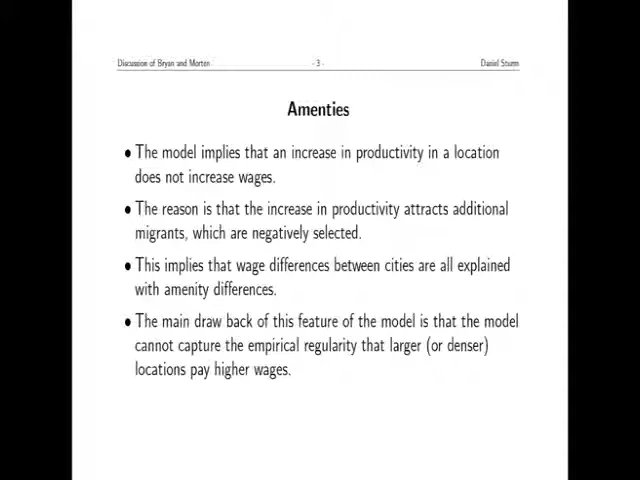 Discussion of Bryan and Morten - 3 - Daniel Sturm
Amenties
• The model implies that an increase in productivity in a location
does not increase wages.
• The reason is that the increase in productivity attracts additional
migrants, which are negatively selected.
• This implies that wage differences between cities are all explained
with amenity differences.
• The main draw back of this feature of the model is that the model
cannot capture the empirical regularity that larger (or denser)
locations pay higher wages.